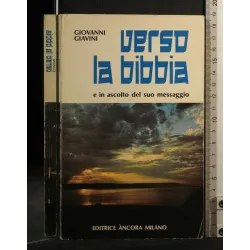 GIOVANNI
GIAVINI
verso
la bibbia
e in ascolto del suo messaggio
EDITRICE ÀNCORA MILANO